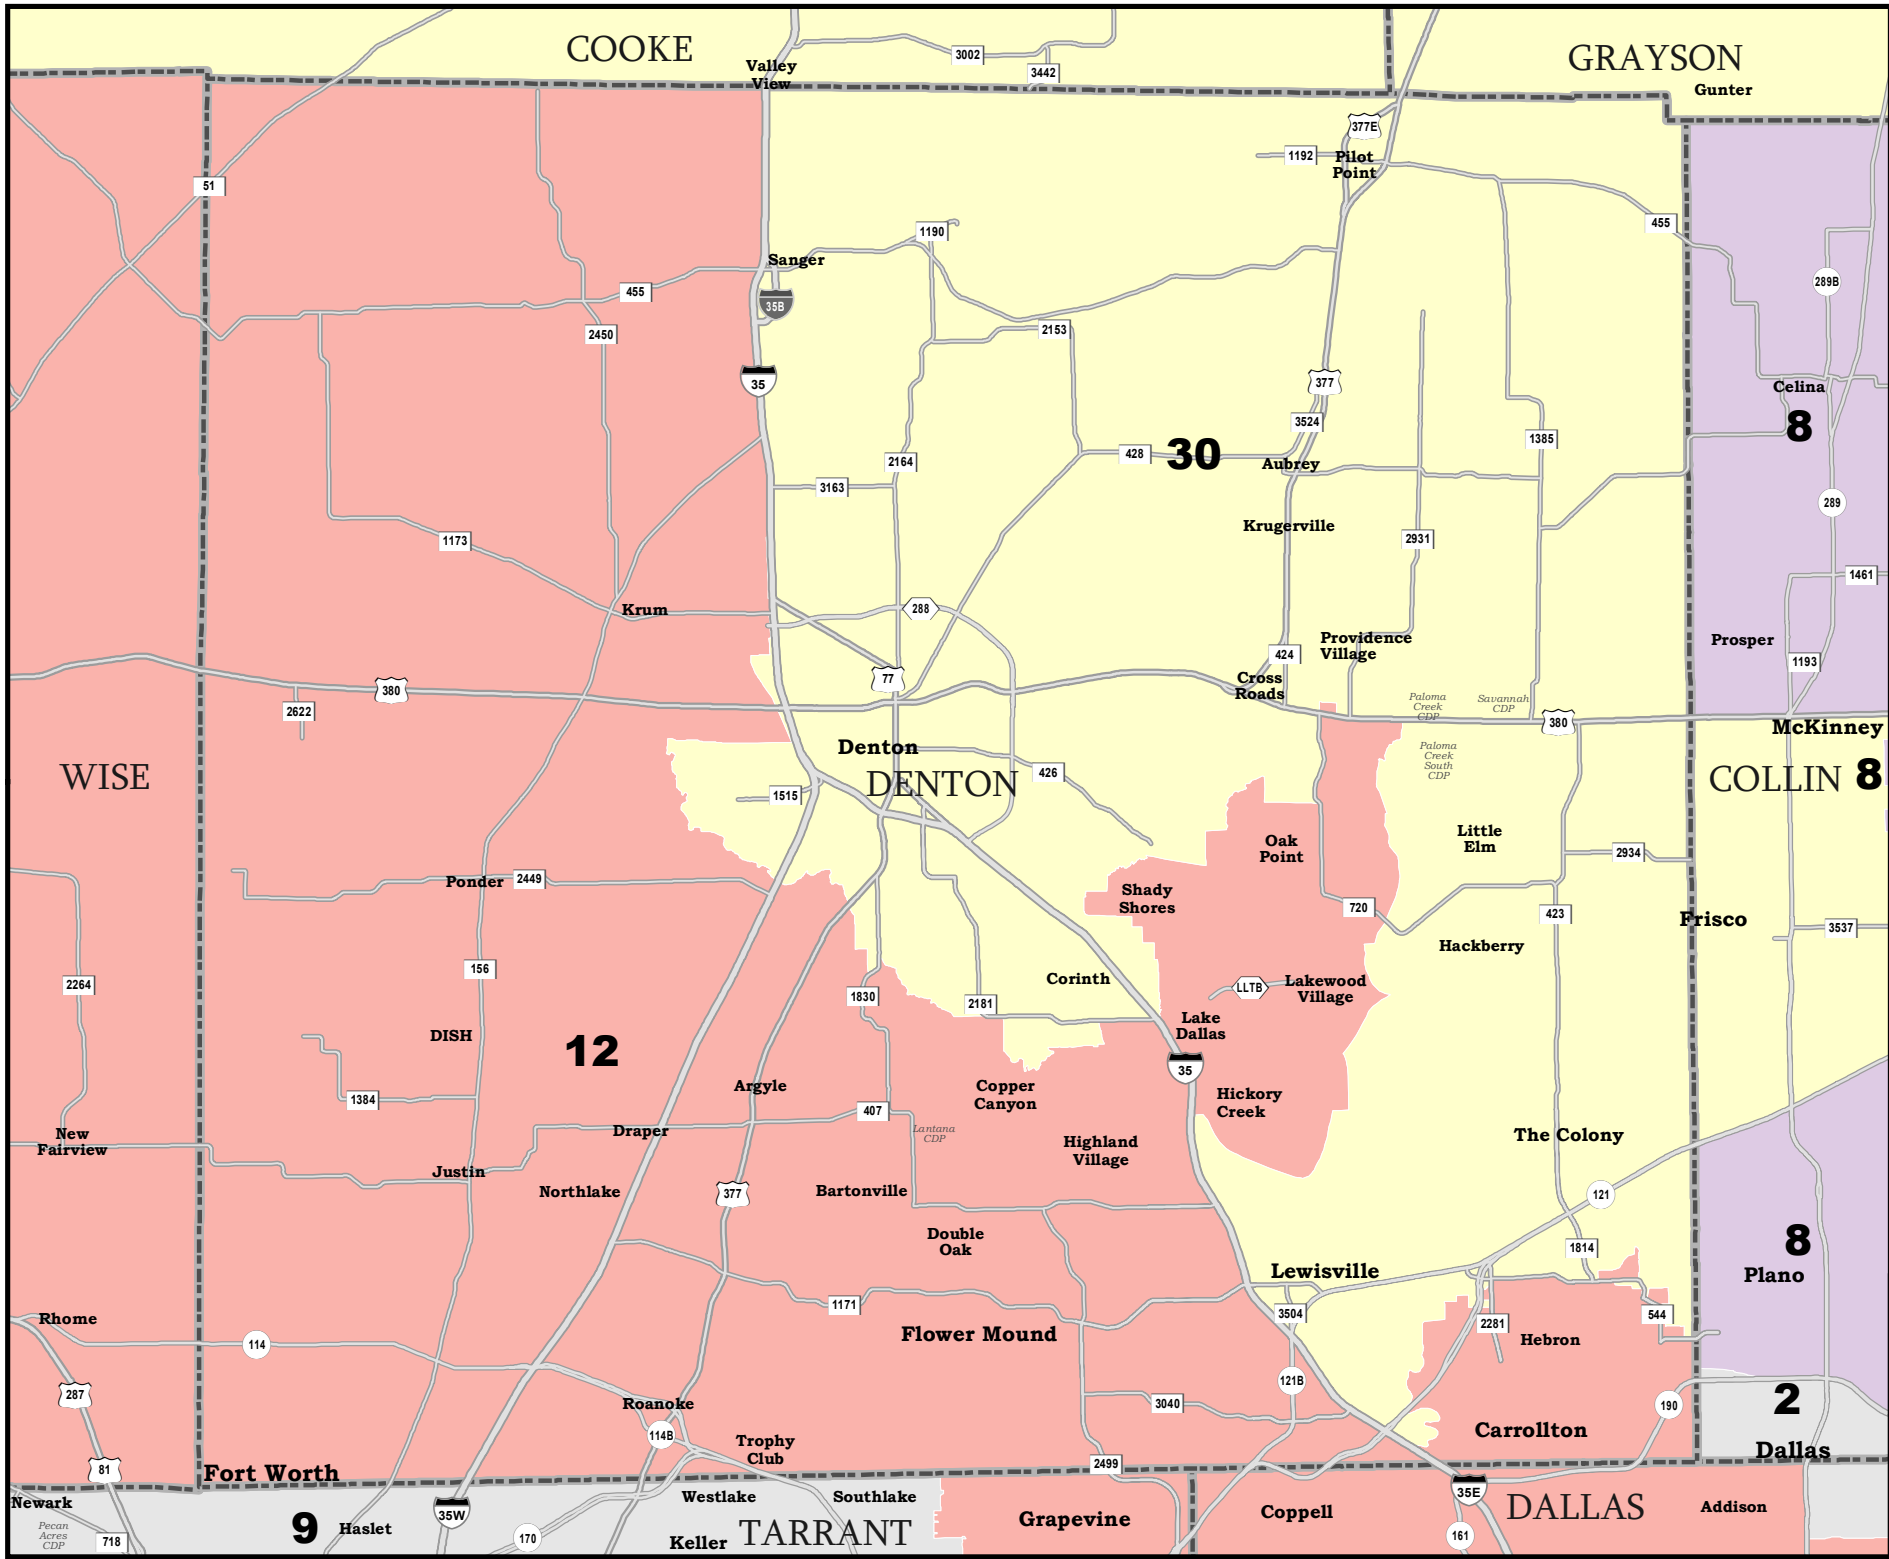 COOKE
GRAYSON
3002
3442
Valley
View
Gunter
377E
1192
Pilot
Point
51
455
1190
Sanger
289B
455
35B
2450
2153
35
377
Celina
8
3524
1385
2164
428
30
Aubrey
3163
289
Krugerville
1173
2931
1461
Krum
288
Providence
Village
Prosper
424
1193
77
Cross
Roads
380
Paloma
Creek
CDP
Savannah
CDP
2622
380
McKinney
Denton
Paloma
Creek
South
CDP
WISE
DENTON
426
COLLIN
8
1515
Oak
Point
Little
Elm
2934
Ponder
2449
Shady
Shores
720
423
Frisco
3537
Hackberry
156
2264
Corinth
LLTB
Lakewood
Village
1830
2181
DISH
12
Lake
Dallas
35
Argyle
Copper
Canyon
Hickory
Creek
1384
407
New
Fairview
Draper
Lantana
CDP
Highland
Village
The Colony
Justin
Northlake
377
Bartonville
121
Double
Oak
1814
8
Lewisville
Plano
1171
3504
544
Rhome
2281
Flower Mound
Hebron
114
287
121B
Roanoke
3040
190
2
114B
Trophy
Club
Carrollton
Dallas
81
Fort Worth
2499
35E
Newark
Westlake
Southlake
DALLAS
Addison
35W
Pecan
Acres
CDP
9
Haslet
Grapevine
Coppell
718
170
Keller
TARRANT
161